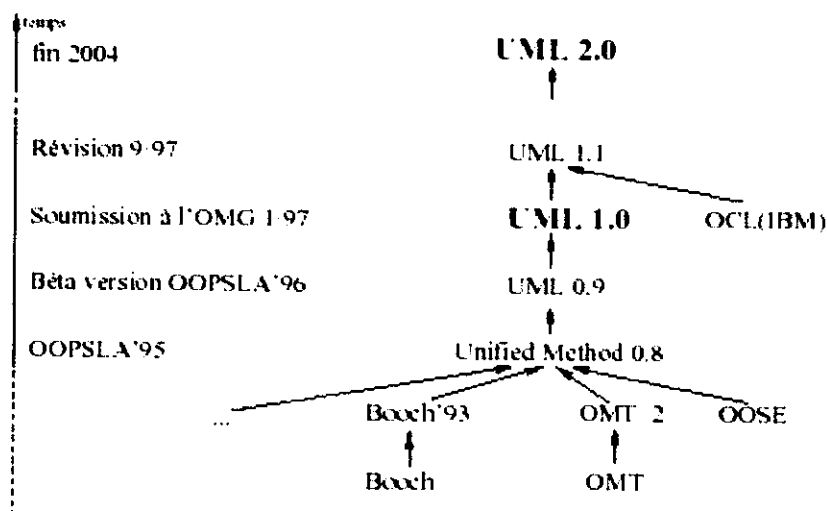 temps
fin 2004 UML 2.0
Révision 9-97 UML 1.1
Soumission à l'OMG 1-97 UML 1.0 OCL(IBM)
Béta version OOPSLA'96 UML 0.9
OOPSLA'95 Unified Method 0.8
... Booch'93 OMT 2 OOSE
Booch OMT